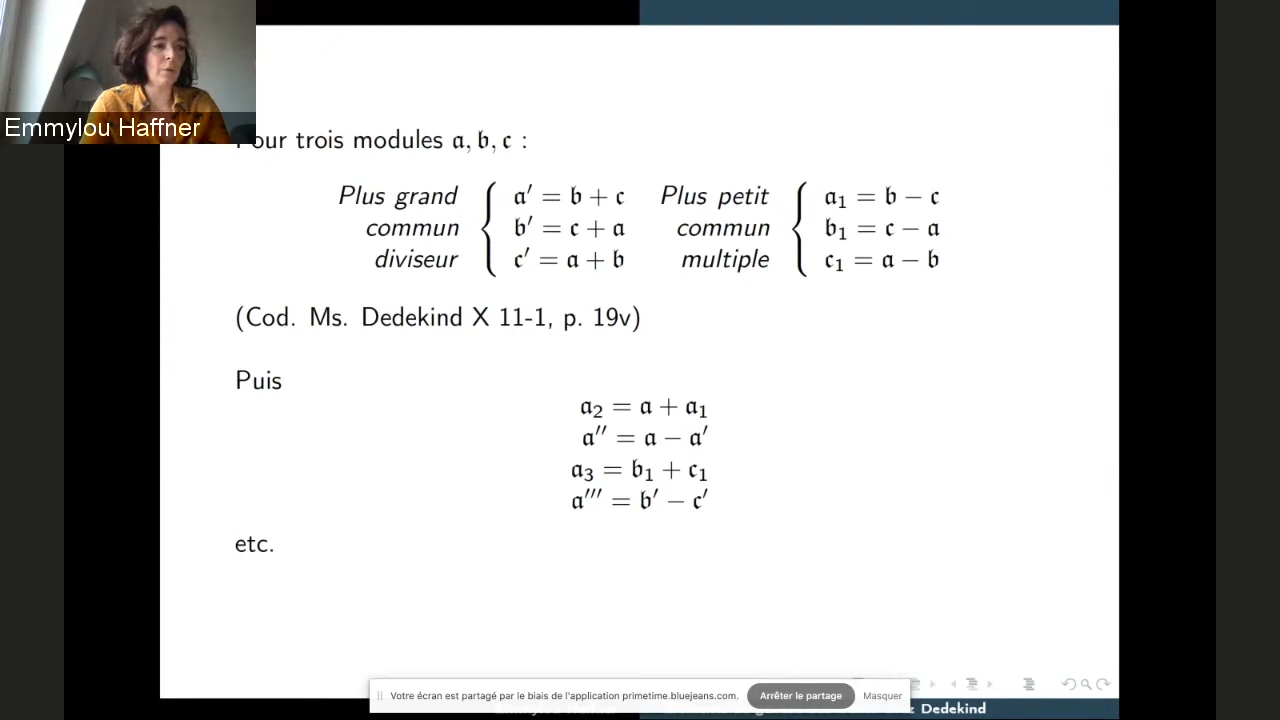 Emmylou Haffner
Pour trois modules 𝔞, 𝔟, 𝔠 :
Plus grand commun diviseur { 𝔞′ = 𝔟 + 𝔠
𝔟′ = 𝔠 + 𝔞
𝔠′ = 𝔞 + 𝔟
Plus petit commun multiple { 𝔞₁ = 𝔟 − 𝔠
𝔟₁ = 𝔠 − 𝔞
𝔠₁ = 𝔞 − 𝔟
(Cod. Ms. Dedekind X 11-1, p. 19v)
Puis
𝔞₂ = 𝔞 + 𝔞₁
𝔞″ = 𝔞 − 𝔞′
𝔞₃ = 𝔟₁ + 𝔠₁
𝔞‴ = 𝔟′ − 𝔠′
etc.
Votre écran est partagé par le biais de l'application primetime.bluejeans.com.
Arrêter le partage
Masquer
Dedekind